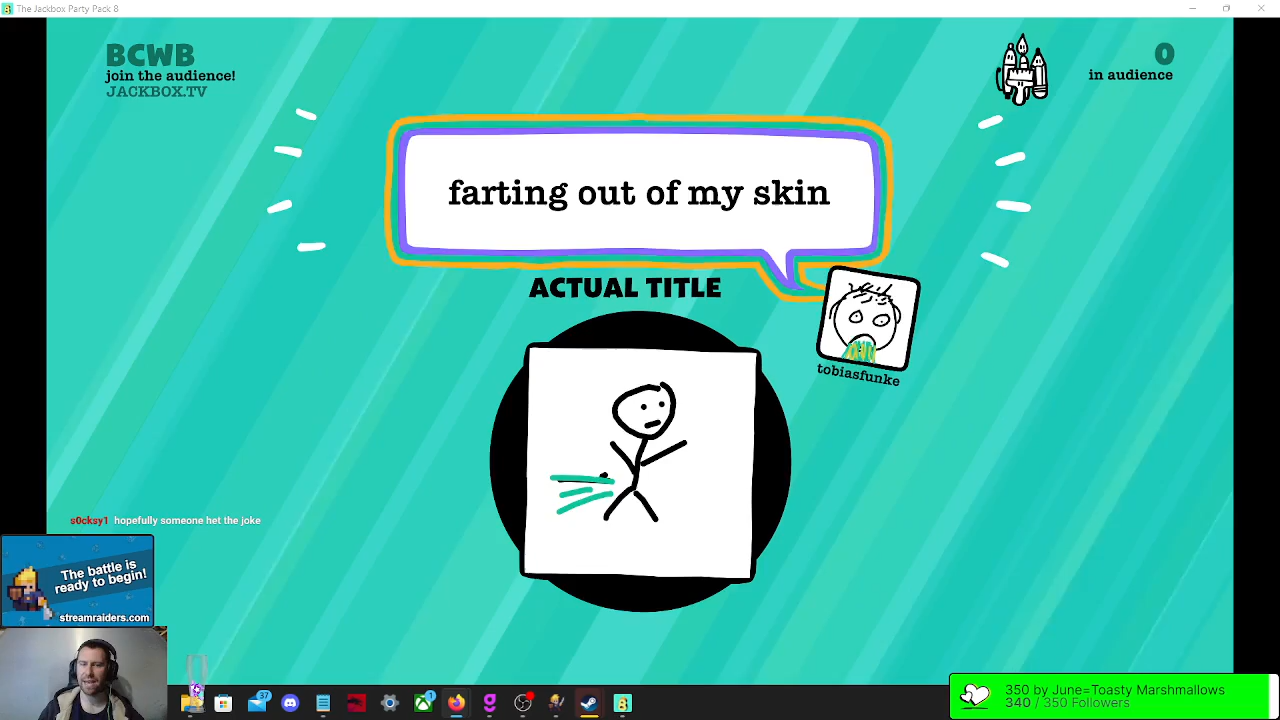 The Jackbox Party Pack 8
BCWB
join the audience!
JACKBOX.TV
0
in audience
farting out of my skin
ACTUAL TITLE
tobiasfunke
s0cksy1 hopefully someone het the joke
The battle is
ready to begin!
streamraiders.com
37
1
350 by June=Toasty Marshmallows
340 / 350 Followers